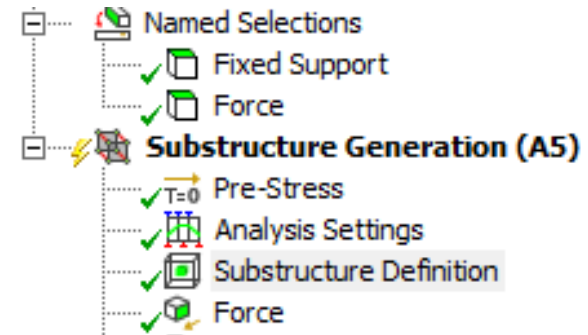 Named Selections
Fixed Support
Force
Substructure Generation (A5)
T=0 Pre-Stress
Analysis Settings
Substructure Definition
Force